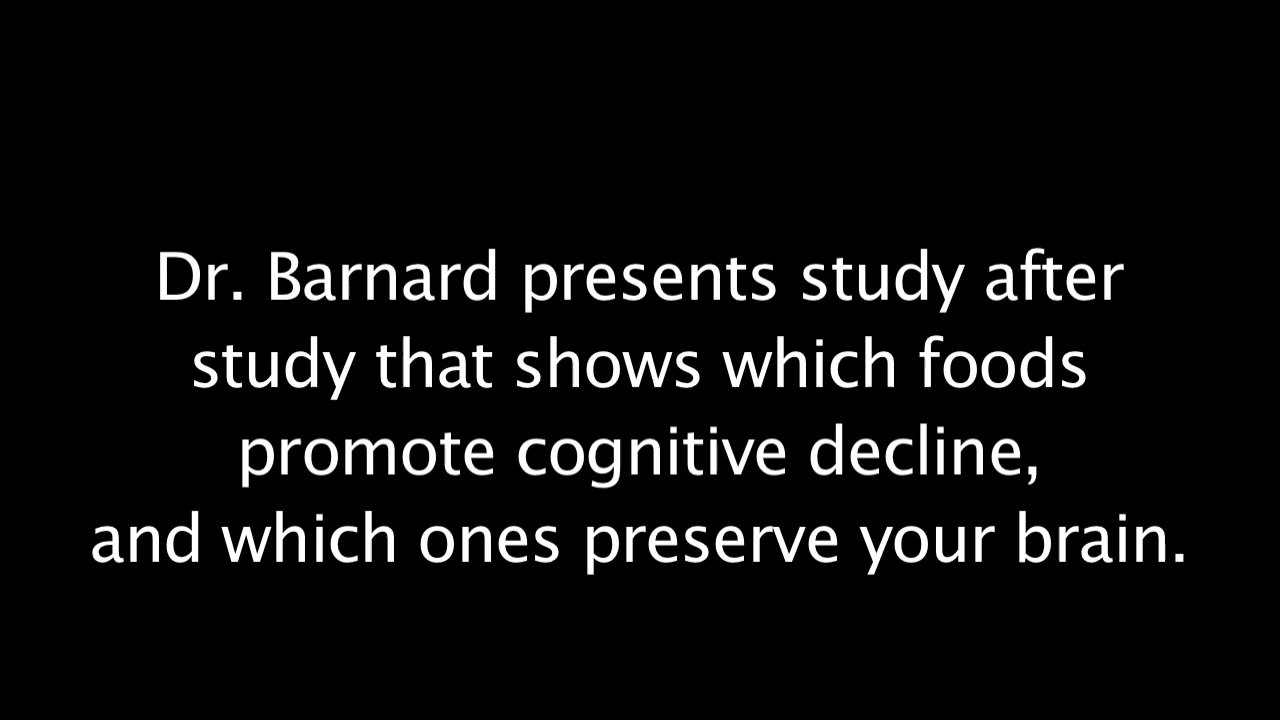 Dr. Barnard presents study after
study that shows which foods
promote cognitive decline,
and which ones preserve your brain.